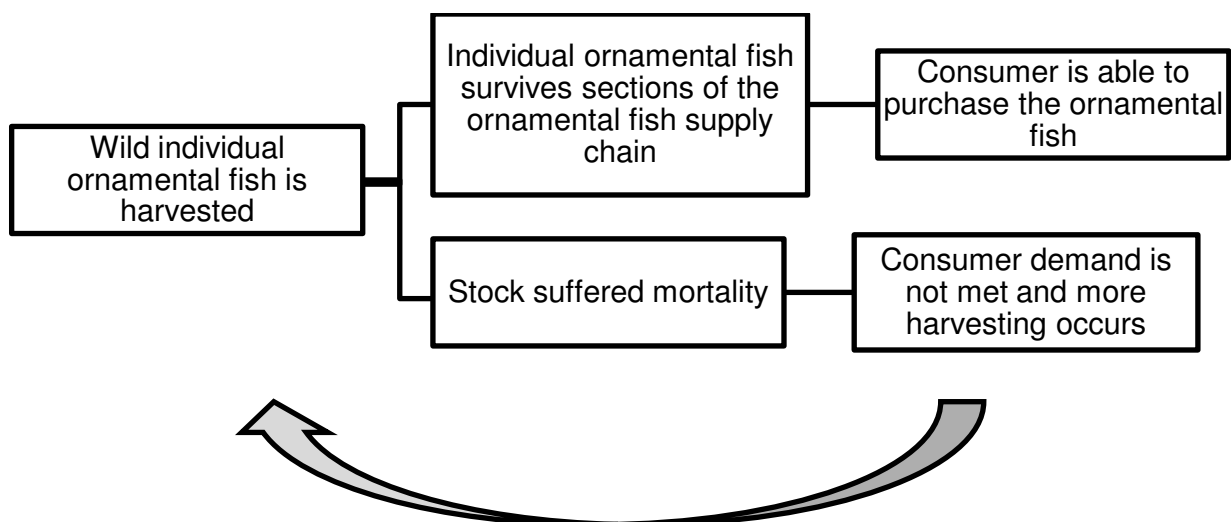 Wild individual
ornamental fish is
harvested
Individual ornamental fish
survives sections of the
ornamental fish supply
chain
Consumer is able to
purchase the ornamental
fish
Stock suffered mortality
Consumer demand is
not met and more
harvesting occurs